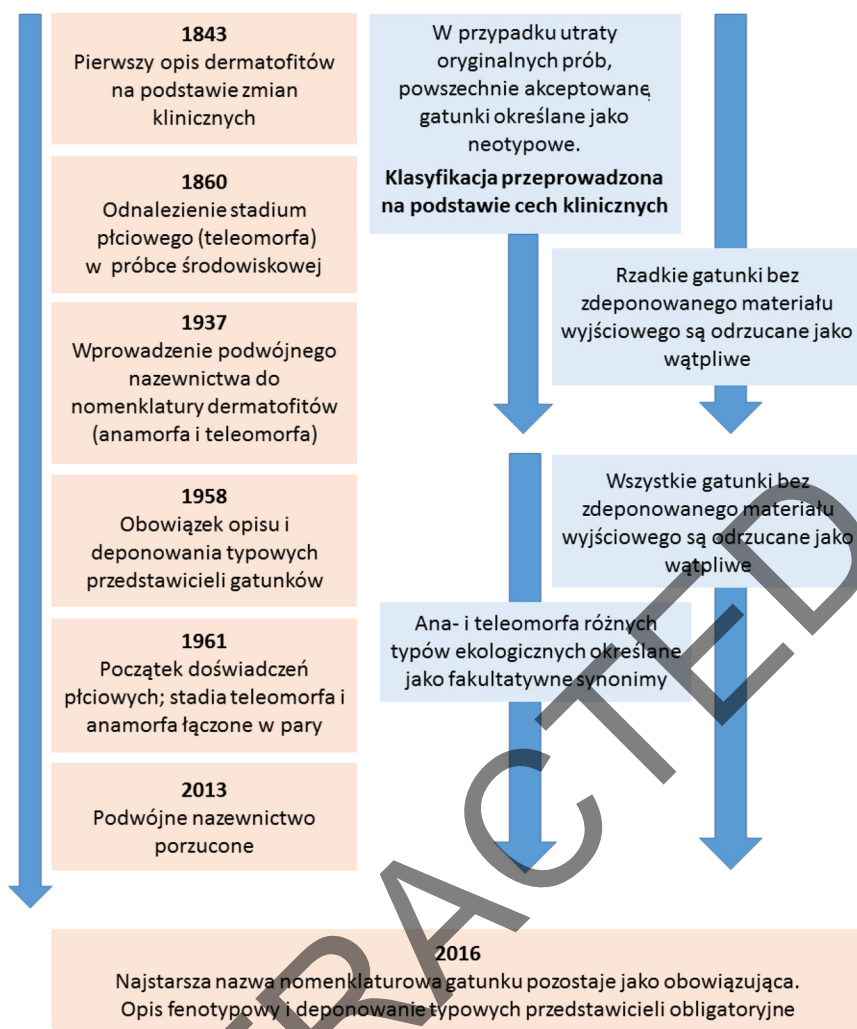 1843
Pierwszy opis dermatofitów
na podstawie zmian
klinicznych
1860
Odnalezienie stadium
płciowego (teleomorfa)
w próbce środowiskowej
1937
Wprowadzenie podwójnego
nazewnictwa do
nomenklatury dermatofitów
(anamorfa i teleomorfa)
1958
Obowiązek opisu i
deponowania typowych
przedstawicieli gatunków
1961
Początek doświadczeń
płciowych; stadia teleomorfa i
anamorfa łączone w pary
2013
Podwójne nazewnictwo
porzucone
W przypadku utraty
oryginalnych prób,
powszechnie akceptowane
gatunki określane jako
neotypowe.
Klasyfikacja przeprowadzona
na podstawie cech klinicznych
Rzadkie gatunki bez
zdeponowanego materiału
wyjściowego są odrzucane jako
wątpliwe
Wszystkie gatunki bez
zdeponowanego materiału
wyjściowego są odrzucane jako
wątpliwe
Ana- i teleomorfa różnych
typów ekologicznych określane
jako fakultatywne synonimy
2016
Najstarsza nazwa nomenklaturowa gatunku pozostaje jako obowiązująca.
Opis fenotypowy i deponowanie typowych przedstawicieli obligatoryjne
TRACTED